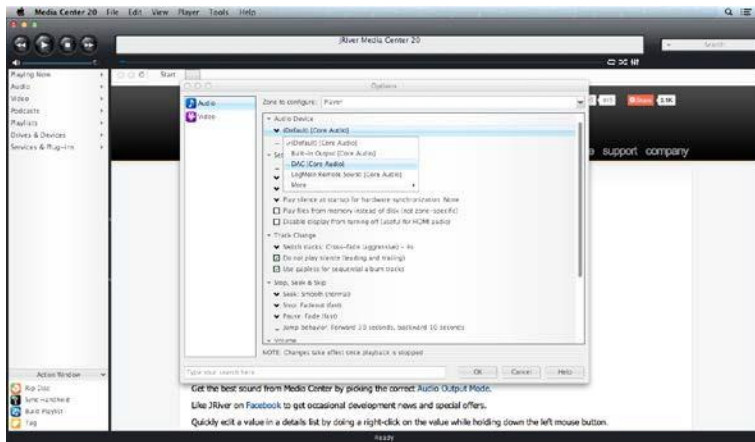 Media Center 20 File Edit View Player Tools Help
JRiver Media Center 20
Search
Playing Now
Audio
Video
Podcasts
Playlists
Drives & Devices
Services & Plug-ins
Start
Options
Audio
Video
Zone to configure: Player
Audio Device
(Default) [Core Audio]
(Default) [Core Audio]
Built-in Output [Core Audio]
DAC [Core Audio]
LogMeIn Remote Sound [Core Audio]
More
Play silence at startup for hardware synchronization: None
Play files from memory instead of disk (not zone-specific)
Disable display from turning off (useful for HDMI audio)
Track Change
Switch tracks: Cross-fade (aggressive) - 4s
Do not play silence (leading and trailing)
Use gapless for sequential album tracks
Stop, Seek & Skip
Seek: Smooth (normal)
Stop: Fadeout (fast)
Pause: Fade (fast)
Jump behavior: Forward 30 seconds, backward 10 seconds
Volume
NOTE: Changes take effect once playback is stopped
Type your search here
OK Cancel Help
support company
Action Window
Rip Disc
Sync Handheld
Build Playlist
Tag
Get the best sound from Media Center by picking the correct Audio Output Mode.
Like JRiver on Facebook to get occasional development news and special offers.
Quickly edit a value in a details list by doing a right-click on the value while holding down the left mouse button.
Ready